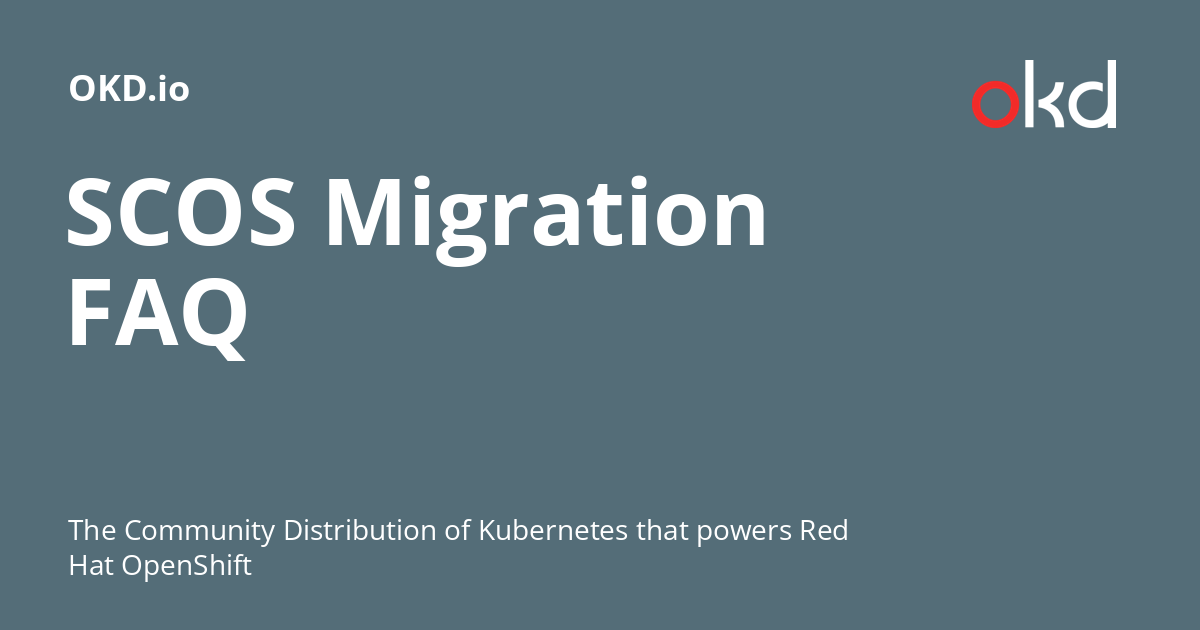 OKD.io
okd
SCOS Migration
FAQ
The Community Distribution of Kubernetes that powers Red
Hat OpenShift